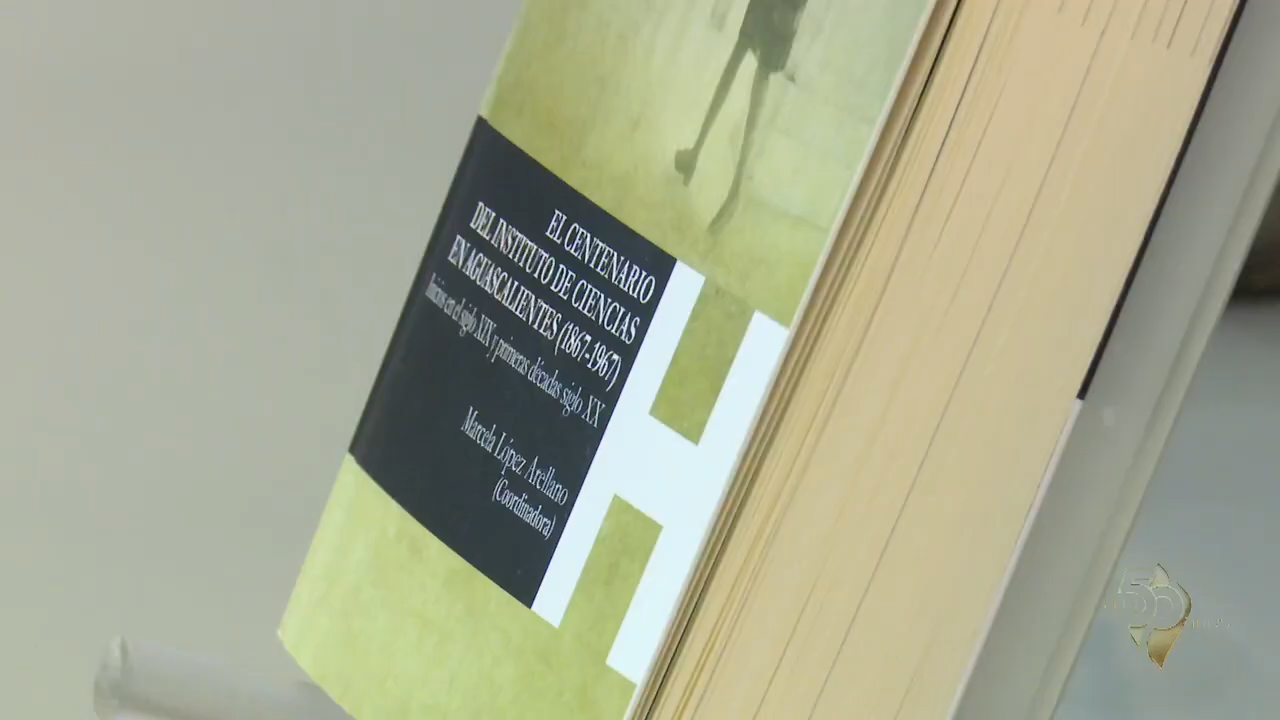 EL CENTENARIO
DEL INSTITUTO DE CIENCIAS
EN AGUASCALIENTES (1867-1967)
Inicios en el siglo XIX y primeras décadas siglo XX
Marcela López Arellano
(Coordinadora)
H
50